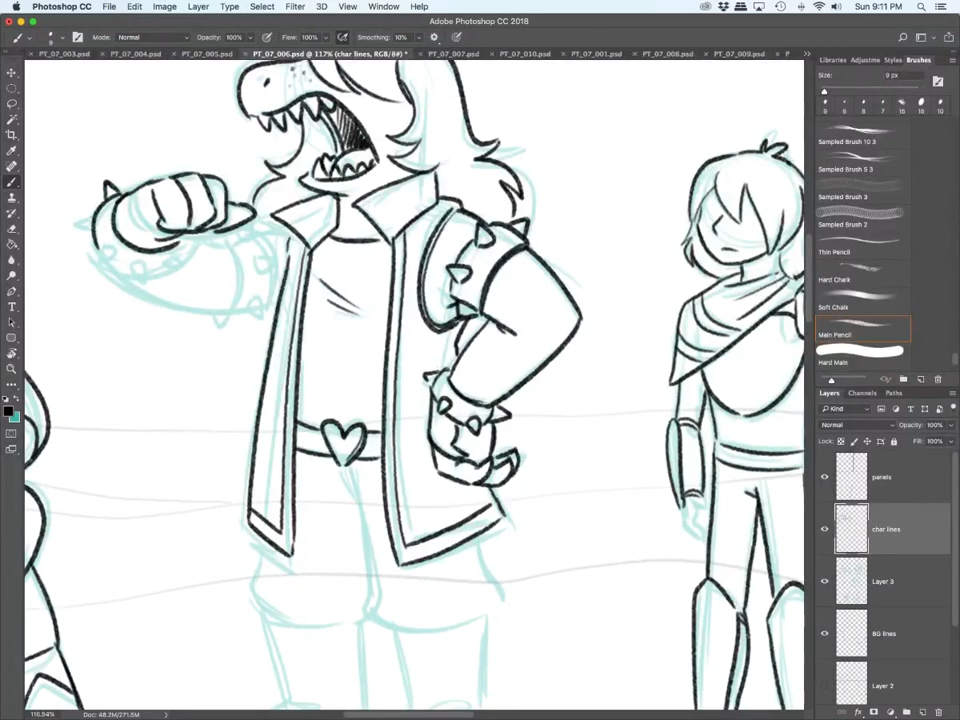 Photoshop CC File Edit Image Layer Type Select Filter 3D View Window Help Sun 9:11 PM
Adobe Photoshop CC 2018
Mode: Normal Opacity: 100% Flow: 100% Smoothing: 10%
PT_07_003.psd PT_07_004.psd PT_07_005.psd PT_07_006.psd @ 117% (char lines, RGB/8#) * PT_07_007.psd PT_07_010.psd PT_07_001.psd PT_07_008.psd PT_07_009.psd P
Libraries Adjustme Styles Brushes
Size: 9 px
Sampled Brush 10 3
Sampled Brush 5 3
Sampled Brush 3
Sampled Brush 2
Thin Pencil
Hard Chalk
Soft Chalk
Main Pencil
Hard Main
Layers Channels Paths
Kind
Normal Opacity: 100%
Lock: Fill: 100%
panels
char lines
Layer 3
BG lines
Layer 2
116.94% Doc: 48.2M/271.5M